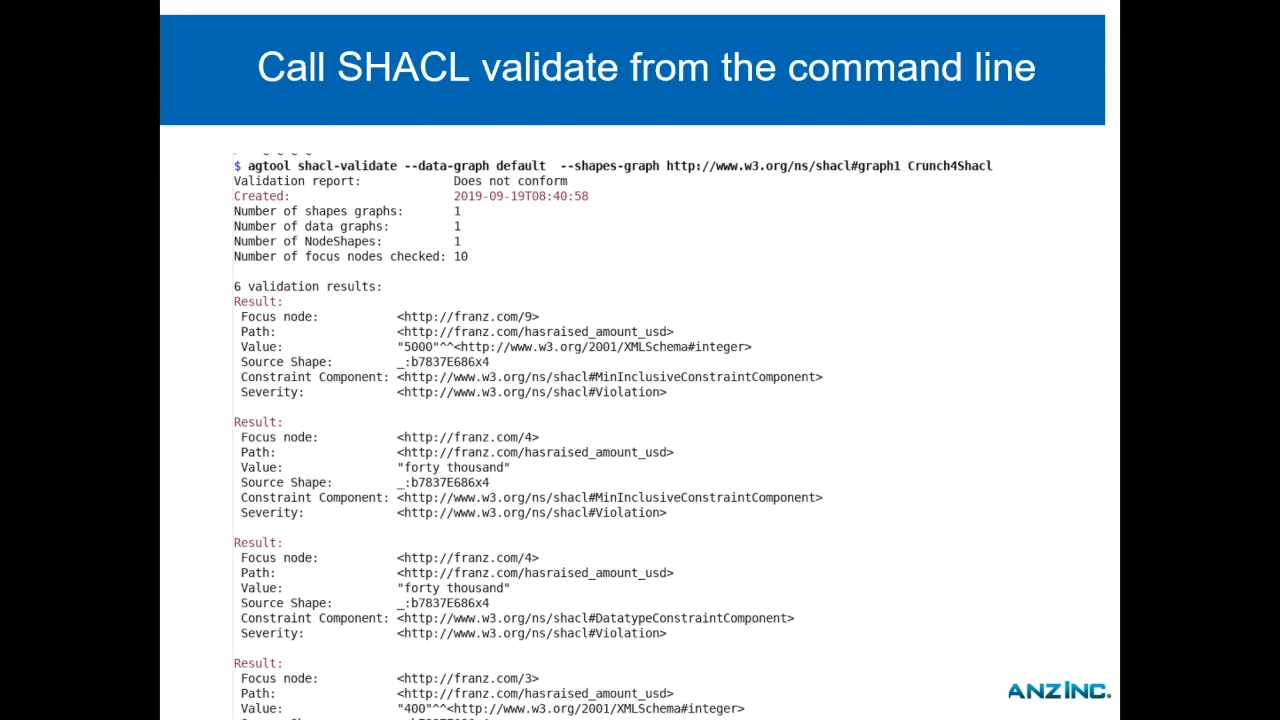 Call SHACL validate from the command line
$ agtool shacl-validate --data-graph default  --shapes-graph http://www.w3.org/ns/shacl#graph1 Crunch4Shacl
Validation report:             Does not conform
Created:                       2019-09-19T08:40:58
Number of shapes graphs:       1
Number of data graphs:         1
Number of NodeShapes:          1
Number of focus nodes checked: 10
6 validation results:
Result:
 Focus node:           <http://franz.com/9>
 Path:                 <http://franz.com/hasraised_amount_usd>
 Value:                "5000"^^<http://www.w3.org/2001/XMLSchema#integer>
 Source Shape:         _:b7837E686x4
 Constraint Component: <http://www.w3.org/ns/shacl#MinInclusiveConstraintComponent>
 Severity:             <http://www.w3.org/ns/shacl#Violation>
Result:
 Focus node:           <http://franz.com/4>
 Path:                 <http://franz.com/hasraised_amount_usd>
 Value:                "forty thousand"
 Source Shape:         _:b7837E686x4
 Constraint Component: <http://www.w3.org/ns/shacl#MinInclusiveConstraintComponent>
 Severity:             <http://www.w3.org/ns/shacl#Violation>
Result:
 Focus node:           <http://franz.com/4>
 Path:                 <http://franz.com/hasraised_amount_usd>
 Value:                "forty thousand"
 Source Shape:         _:b7837E686x4
 Constraint Component: <http://www.w3.org/ns/shacl#DatatypeConstraintComponent>
 Severity:             <http://www.w3.org/ns/shacl#Violation>
Result:
 Focus node:           <http://franz.com/3>
 Path:                 <http://franz.com/hasraised_amount_usd>
 Value:                "400"^^<http://www.w3.org/2001/XMLSchema#integer>
ANZINC.